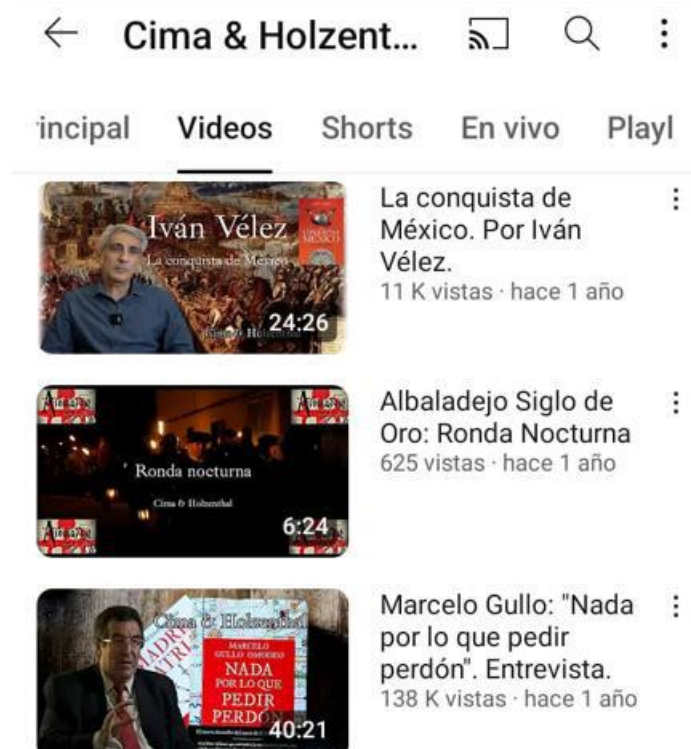 Cima & Holzent...
incipal
Videos
Shorts
En vivo
Playl
Iván Vélez
La conquista de México
24:26
La conquista de
México. Por Iván
Vélez.
11 K vistas · hace 1 año
Ronda nocturna
Cima & Holzenthal
6:24
Albaladejo Siglo de
Oro: Ronda Nocturna
625 vistas · hace 1 año
Cima & Holzenthal
MADRE
MARCELO
GULLO OMODEO
NADA
POR LO QUE
PEDIR
PERDÓN
40:21
Marcelo Gullo: "Nada
por lo que pedir
perdón". Entrevista.
138 K vistas · hace 1 año